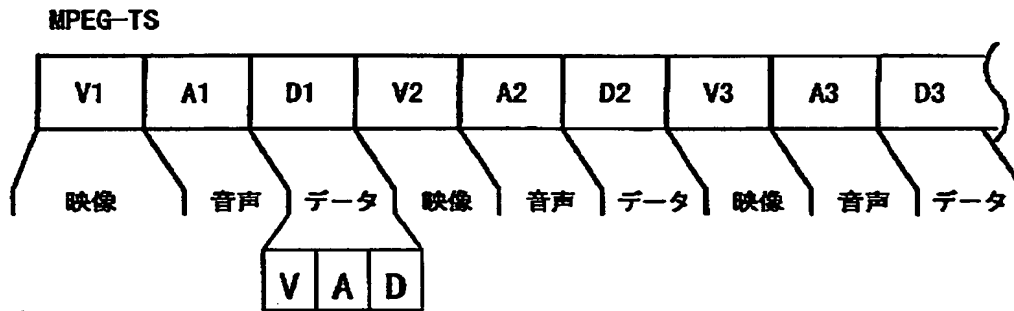 MPEG-TS
V1 A1 D1 V2 A2 D2 V3 A3 D3
映像 音声 データ 映像 音声 データ 映像 音声 データ
V A D